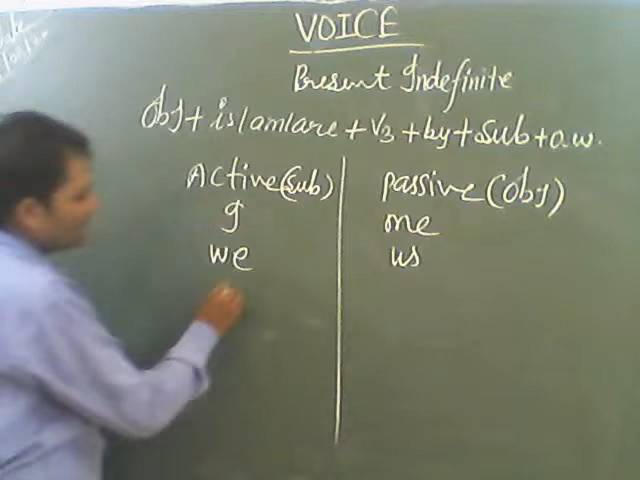 VOICE
Present Indefinite
Obj + is/am/are + V3 + by + Sub + o.w.
Active (Sub) Passive (Obj)
I me
we us